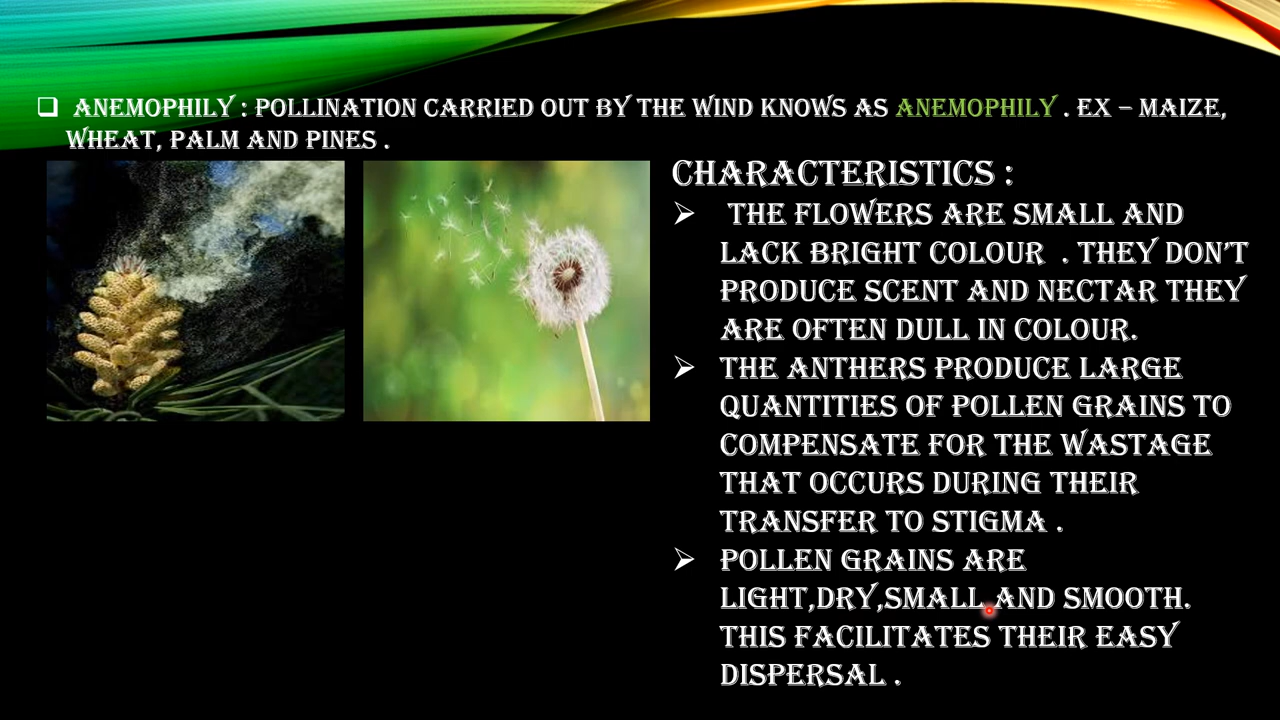 ANEMOPHILY : POLLINATION CARRIED OUT BY THE WIND KNOWS AS ANEMOPHILY . EX – MAIZE,
WHEAT, PALM AND PINES .
CHARACTERISTICS :
THE FLOWERS ARE SMALL AND
LACK BRIGHT COLOUR . THEY DON'T
PRODUCE SCENT AND NECTAR THEY
ARE OFTEN DULL IN COLOUR.
THE ANTHERS PRODUCE LARGE
QUANTITIES OF POLLEN GRAINS TO
COMPENSATE FOR THE WASTAGE
THAT OCCURS DURING THEIR
TRANSFER TO STIGMA .
POLLEN GRAINS ARE
LIGHT,DRY,SMALL AND SMOOTH.
THIS FACILITATES THEIR EASY
DISPERSAL .